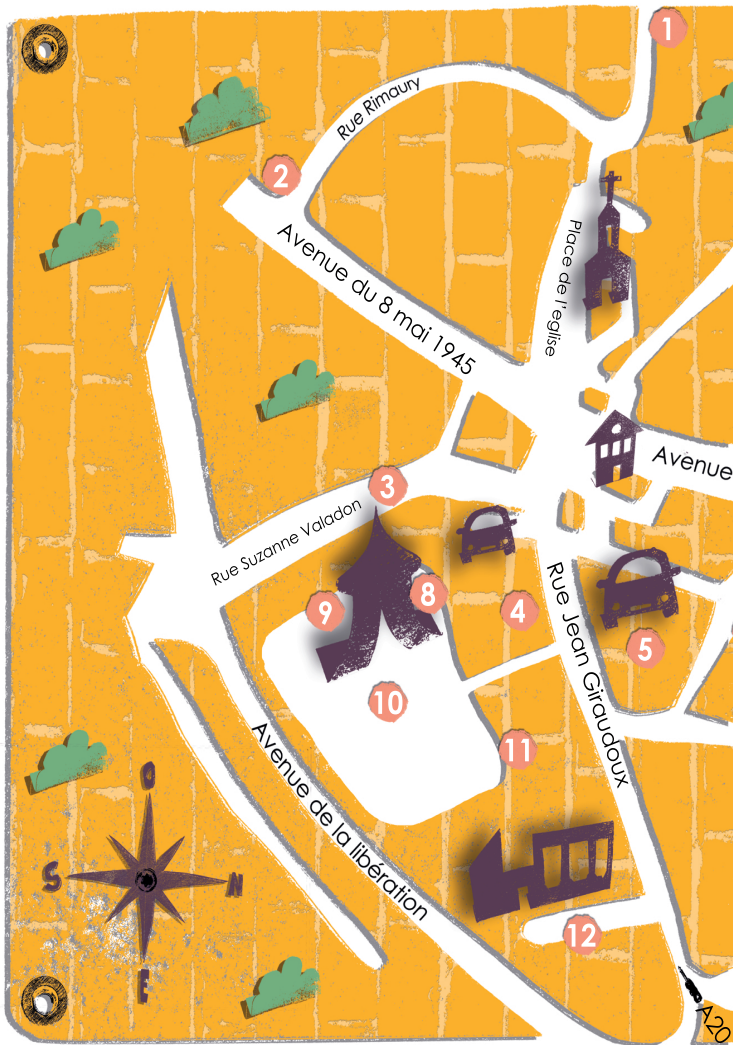 1
Rue Rimaury
2
Place de l'eglise
Avenue du 8 mai 1945
Avenue
3
Rue Suzanne Valadon
8
9
4
Rue Jean Giraudoux
5
10
11
Avenue de la libération
O
S
N
E
12
A20